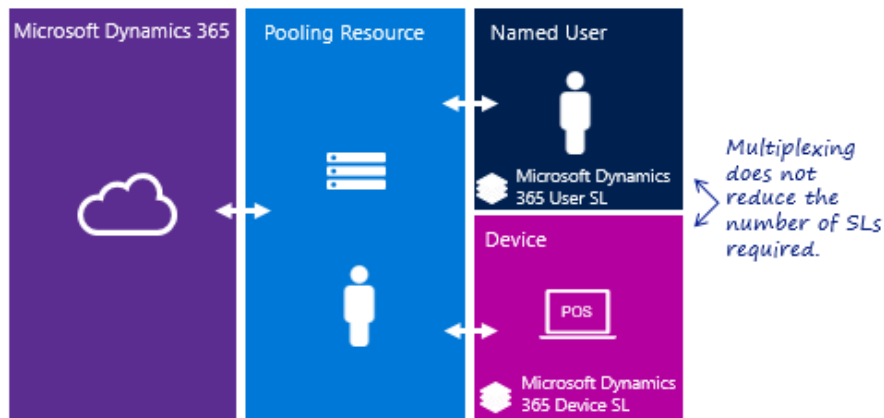 Microsoft Dynamics 365
Pooling Resource
Named User
Microsoft Dynamics
365 User SL
Multiplexing
does not
reduce the
number of SLs
required.
Device
POS
Microsoft Dynamics
365 Device SL